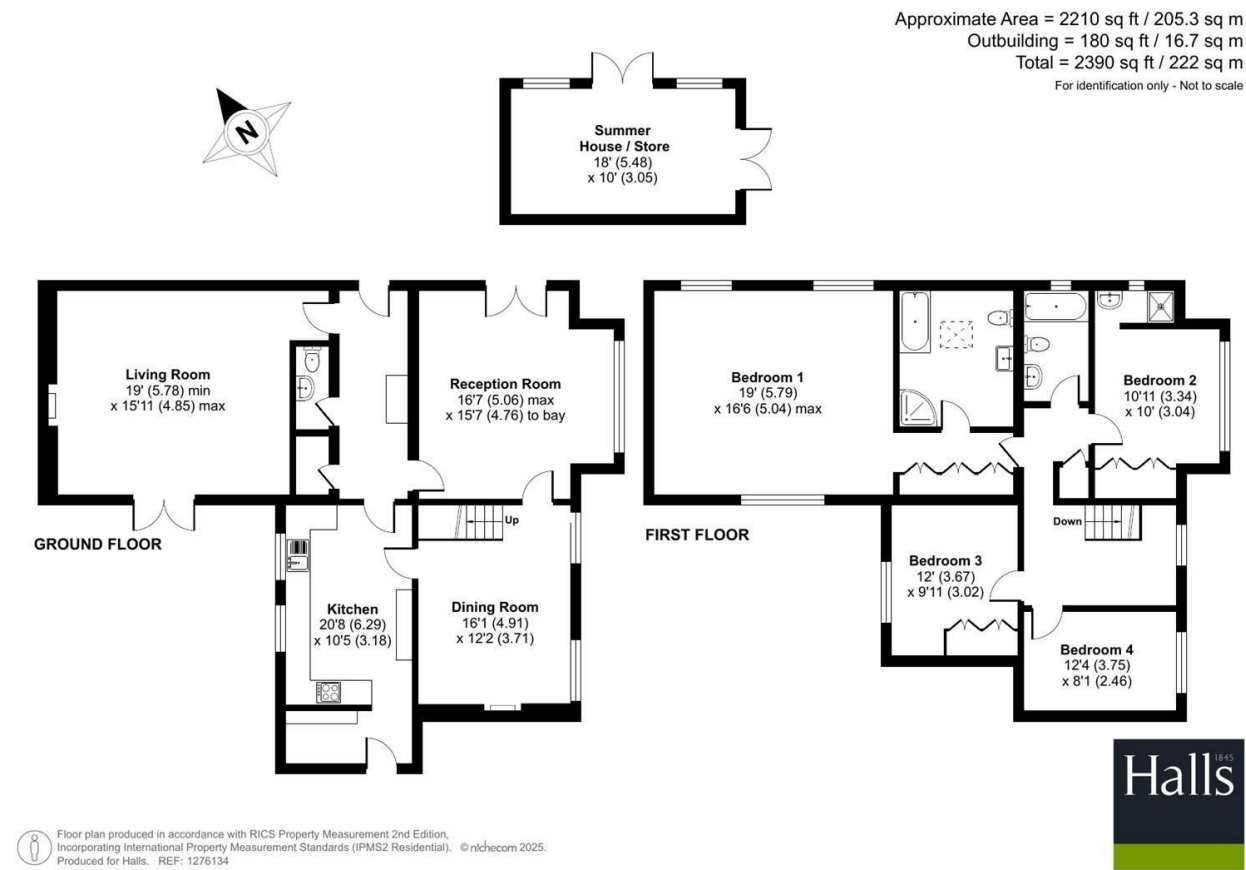 Approximate Area = 2210 sq ft / 205.3 sq m
Outbuilding = 180 sq ft / 16.7 sq m
Total = 2390 sq ft / 222 sq m
For identification only - Not to scale
N
Summer
House / Store
18' (5.48)
x 10' (3.05)
Living Room
19' (5.78) min
x 15'11 (4.85) max
Reception Room
16'7 (5.06) max
x 15'7 (4.76) to bay
Bedroom 1
19' (5.79)
x 16'6 (5.04) max
Bedroom 2
10'11 (3.34)
x 10' (3.04)
GROUND FLOOR
Up
FIRST FLOOR
Down
Kitchen
20'8 (6.29)
x 10'5 (3.18)
Dining Room
16'1 (4.91)
x 12'2 (3.71)
Bedroom 3
12' (3.67)
x 9'11 (3.02)
Bedroom 4
12'4 (3.75)
x 8'1 (2.46)
Halls
1845
Floor plan produced in accordance with RICS Property Measurement 2nd Edition,
Incorporating International Property Measurement Standards (IPMS2 Residential). © nichecom 2025.
Produced for Halls. REF: 1276134